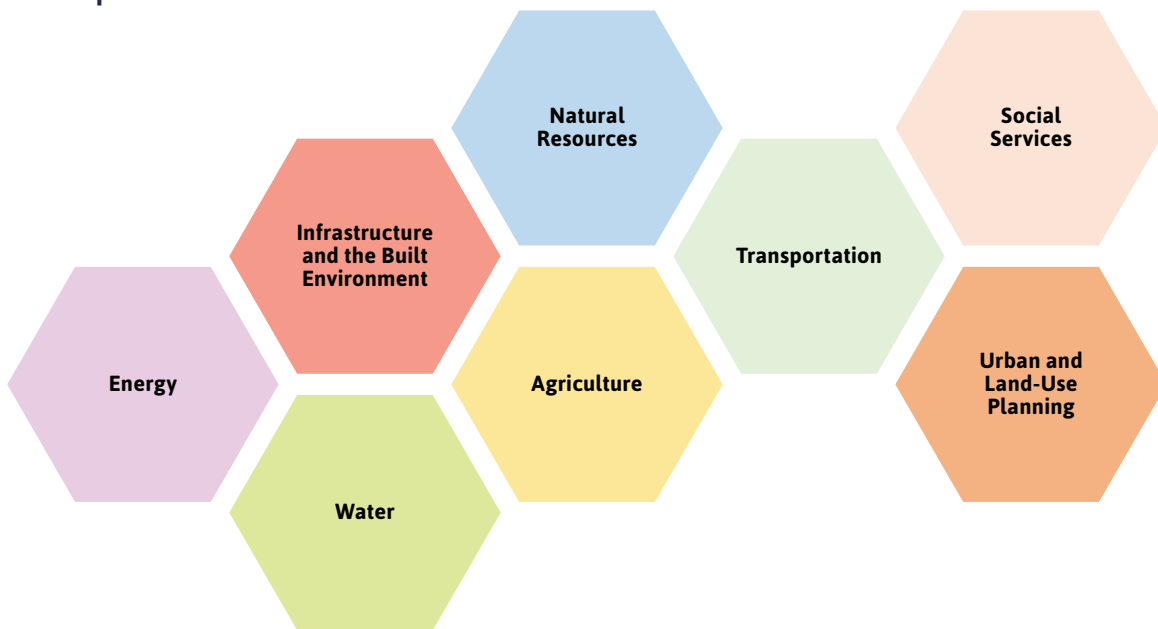 Natural
Resources
Social
Services
Infrastructure
and the Built
Environment
Transportation
Energy
Agriculture
Urban and
Land-Use
Planning
Water